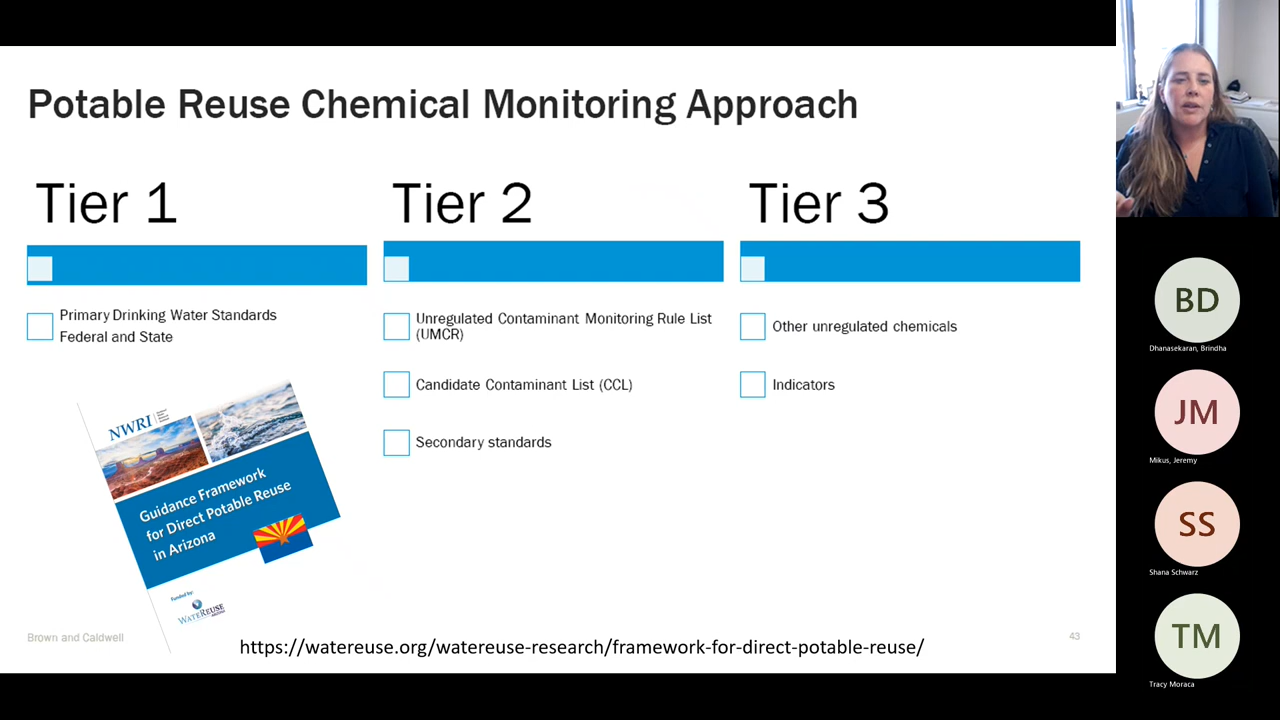 Potable Reuse Chemical Monitoring Approach
Tier 1
Primary Drinking Water Standards
Federal and State
Tier 2
Unregulated Contaminant Monitoring Rule List
(UMCR)
Candidate Contaminant List (CCL)
Secondary standards
Tier 3
Other unregulated chemicals
Indicators
NWRI
Guidance Framework
for Direct Potable Reuse
in Arizona
Funded by:
WATEREUSE
Brown and Caldwell
https://watereuse.org/watereuse-research/framework-for-direct-potable-reuse/
43
BD
Dhanasekaran, Brindha
JM
Mikus, Jeremy
SS
Shana Schwarz
TM
Tracy Moraca